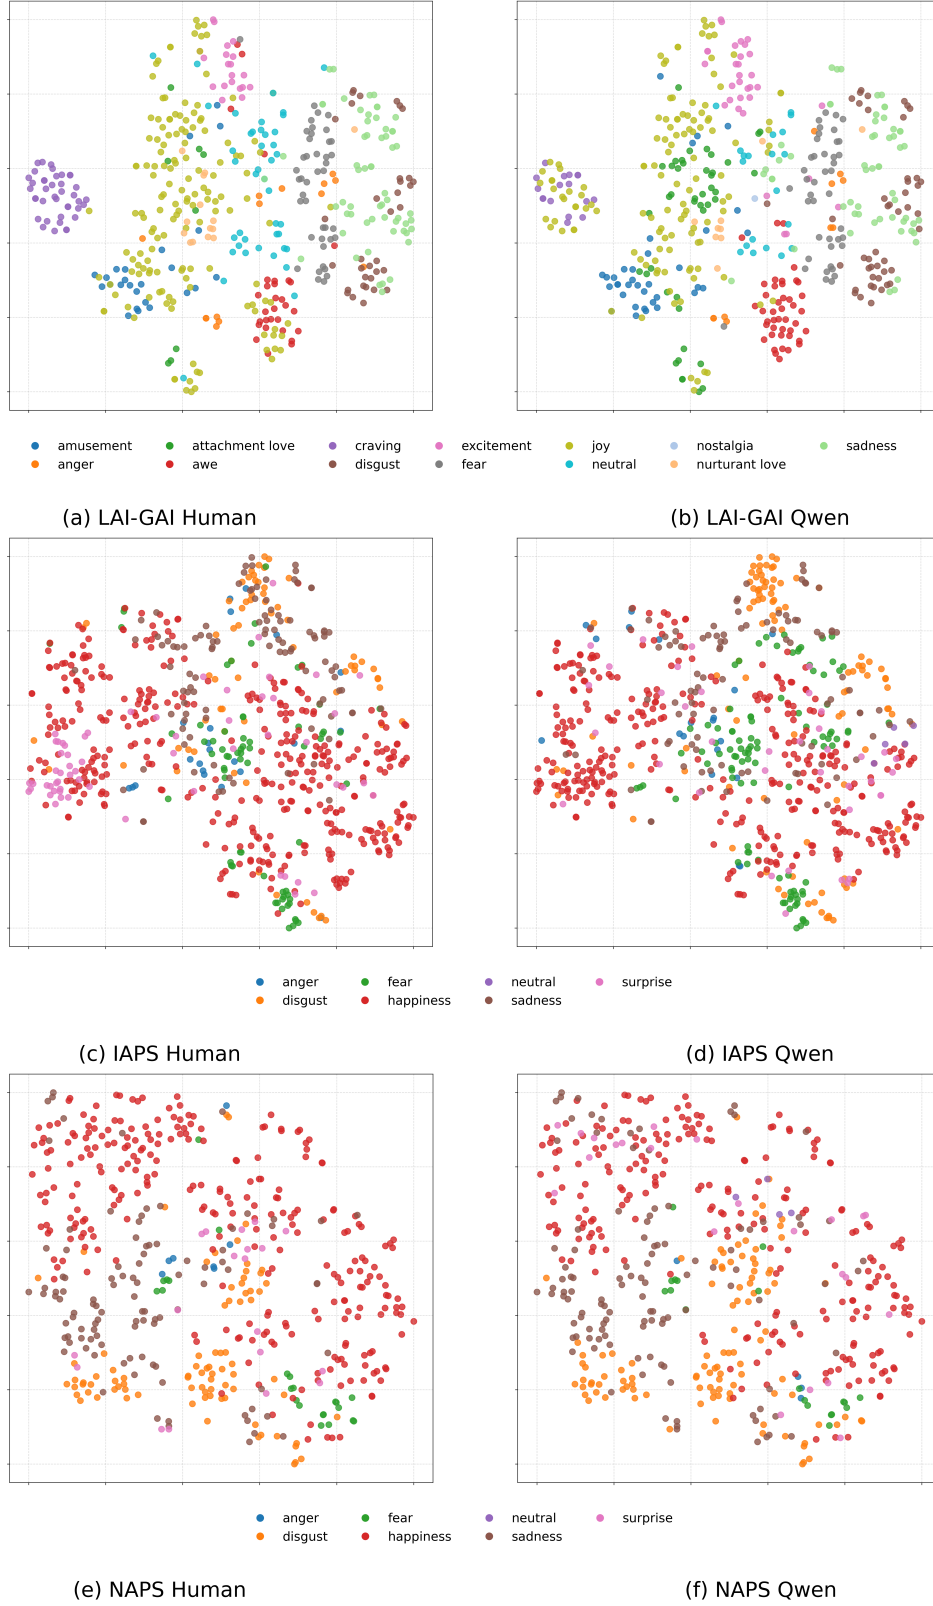 amusement attachment love craving excitement joy nostalgia sadness
anger awe disgust fear neutral nurturant love
(a) LAI-GAI Human (b) LAI-GAI Qwen
anger fear neutral surprise
disgust happiness sadness
(c) IAPS Human (d) IAPS Qwen
anger fear neutral surprise
disgust happiness sadness
(e) NAPS Human (f) NAPS Qwen